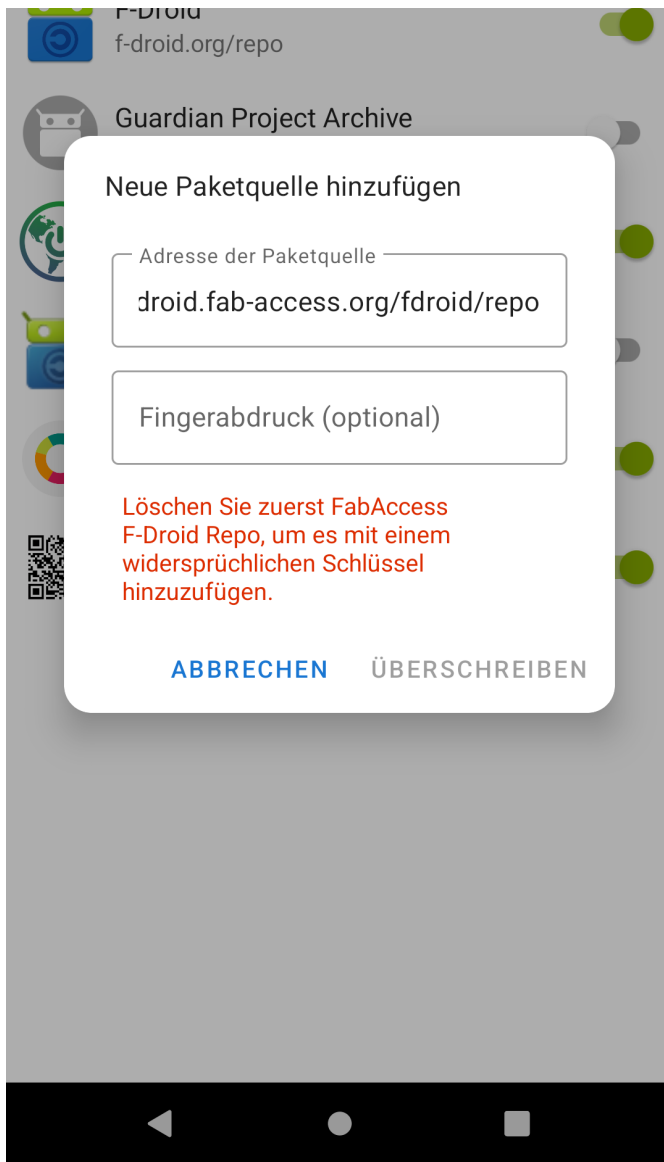 F-Droid
f-droid.org/repo
Guardian Project Archive
Neue Paketquelle hinzufügen
Adresse der Paketquelle
droid.fab-access.org/fdroid/repo
Fingerabdruck (optional)
Löschen Sie zuerst FabAccess
F-Droid Repo, um es mit einem
widersprüchlichen Schlüssel
hinzuzufügen.
ABBRECHEN
ÜBERSCHREIBEN